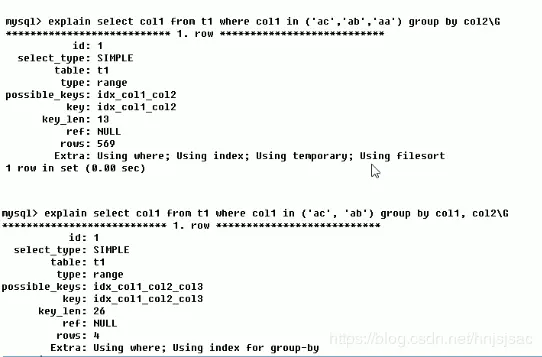 mysql> explain select col1 from t1 where col1 in ('ac','ab','aa') group by col2\G
*************************** 1. row ***************************
id: 1
select_type: SIMPLE
table: t1
type: range
possible_keys: idx_col1_col2
key: idx_col1_col2
key_len: 13
ref: NULL
rows: 569
Extra: Using where; Using index; Using temporary; Using filesort
1 row in set (0.00 sec)
mysql> explain select col1 from t1 where col1 in ('ac', 'ab') group by col1, col2\G
*************************** 1. row ***************************
id: 1
select_type: SIMPLE
table: t1
type: range
possible_keys: idx_col1_col2_col3
key: idx_col1_col2_col3
key_len: 26
ref: NULL
rows: 4
Extra: Using where; Using index for group-by
https://blog.csdn.net/hnjsjsac